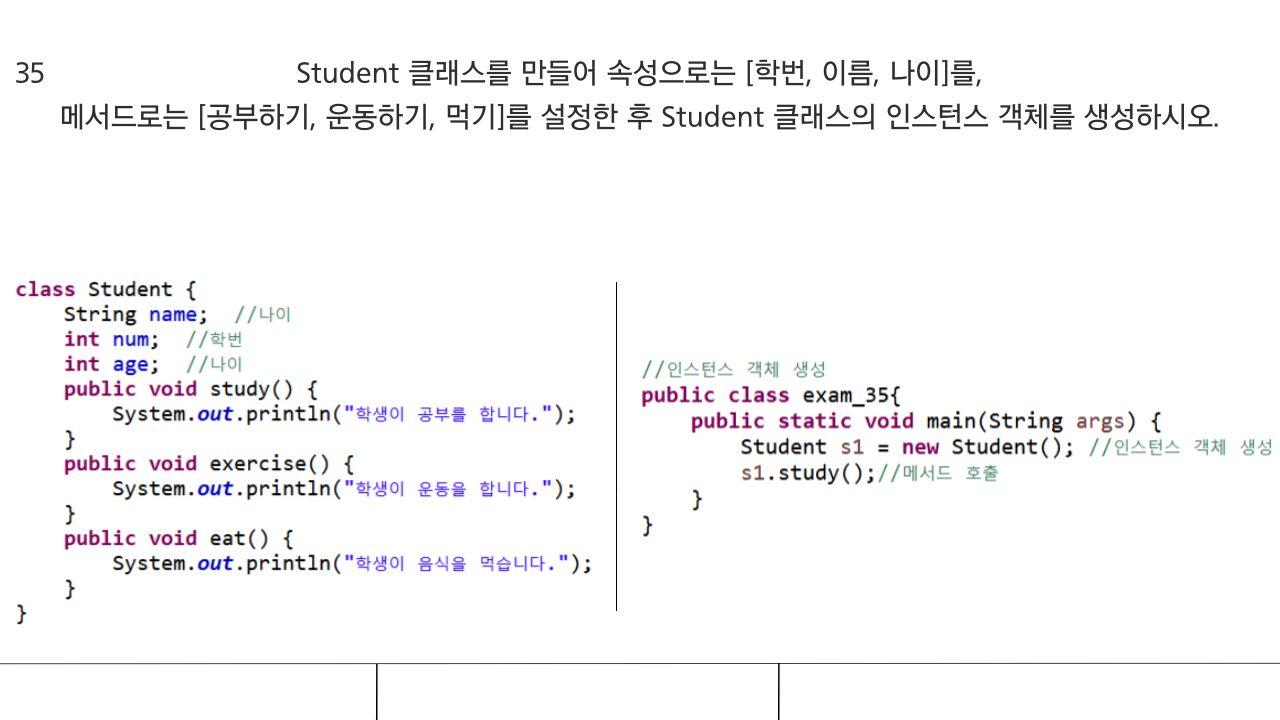 35
Student 클래스를 만들어 속성으로는 [학번, 이름, 나이]를,
메서드로는 [공부하기, 운동하기, 먹기]를 설정한 후 Student 클래스의 인스턴스 객체를 생성하시오.
class Student {
String name; //나이
int num; //학번
int age; //나이
public void study() {
System.out.println("학생이 공부를 합니다.");
}
public void exercise() {
System.out.println("학생이 운동을 합니다.");
}
public void eat() {
System.out.println("학생이 음식을 먹습니다.");
}
}
//인스턴스 객체 생성
public class exam_35{
public static void main(String args) {
Student s1 = new Student(); //인스턴스 객체 생성
s1.study();//메서드 호출
}
}